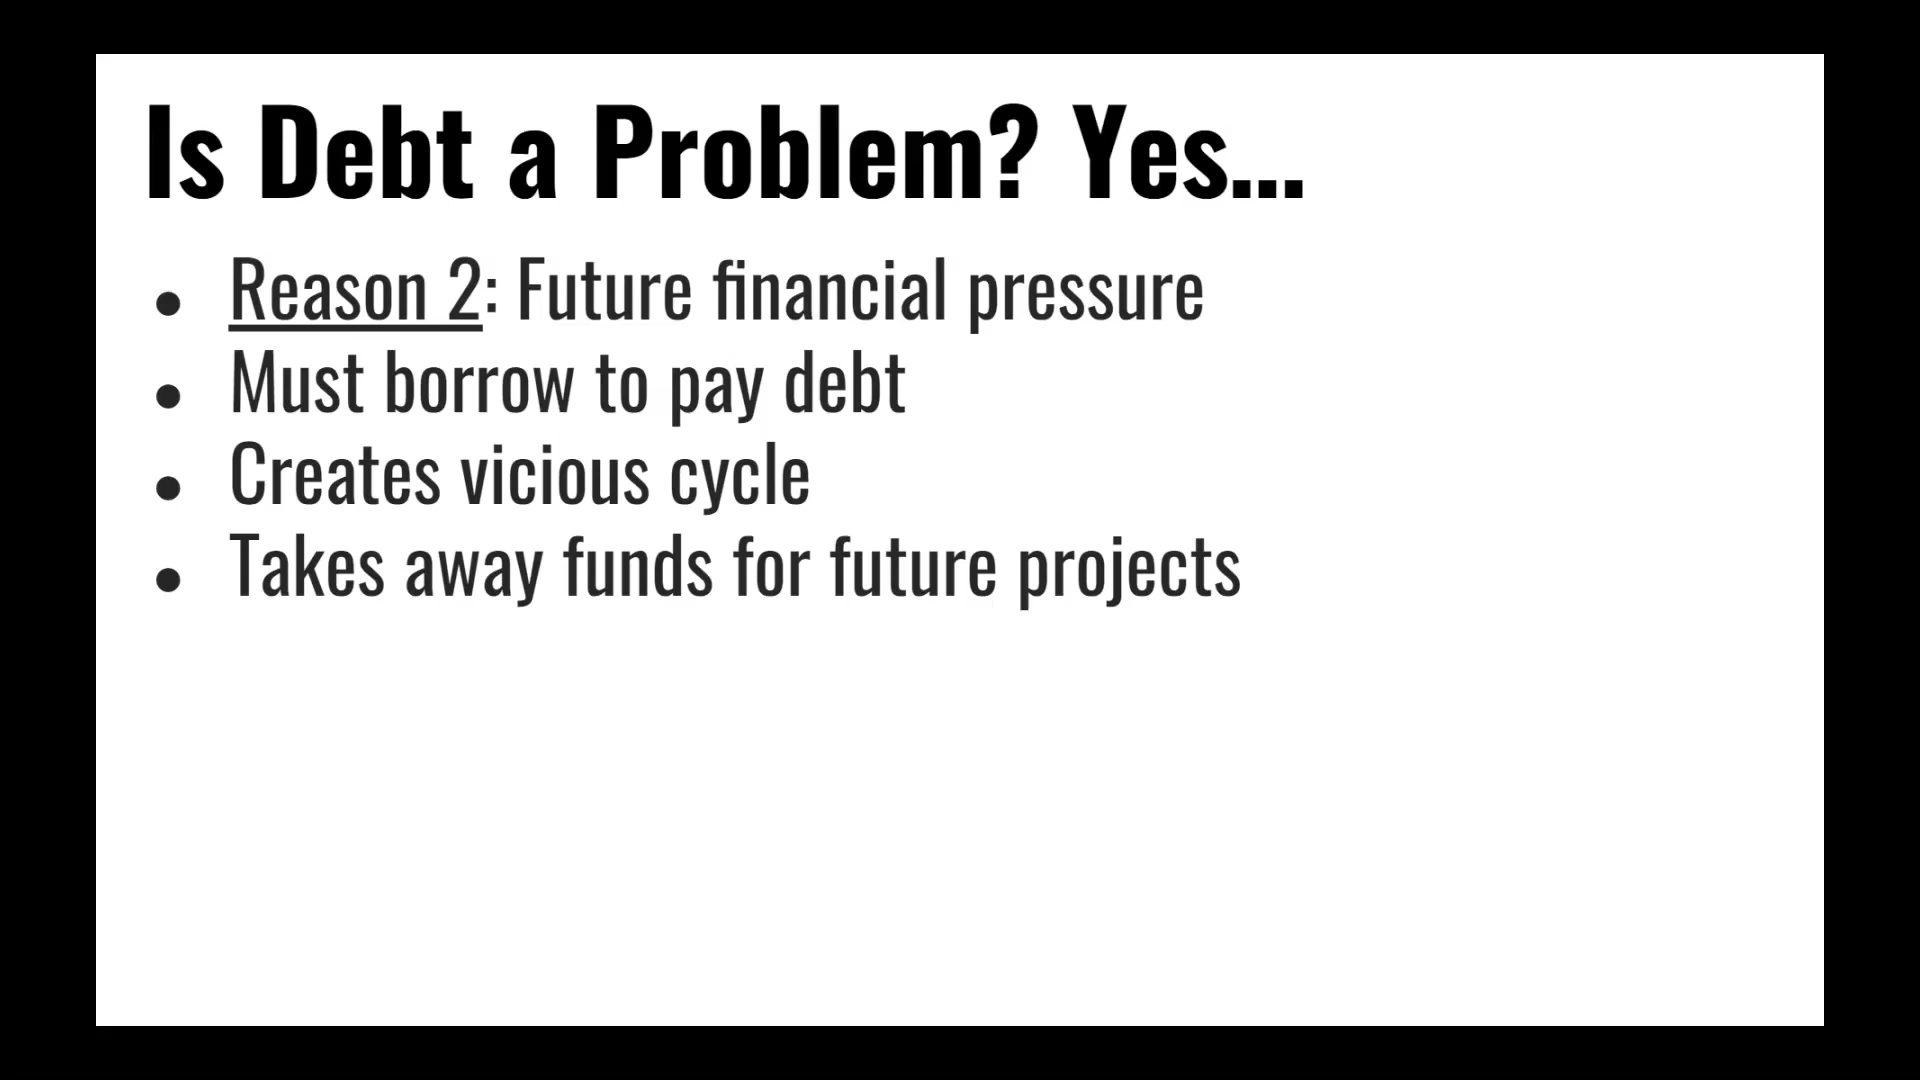 Is Debt a Problem? Yes...
● Reason 2: Future financial pressure
● Must borrow to pay debt
● Creates vicious cycle
● Takes away funds for future projects